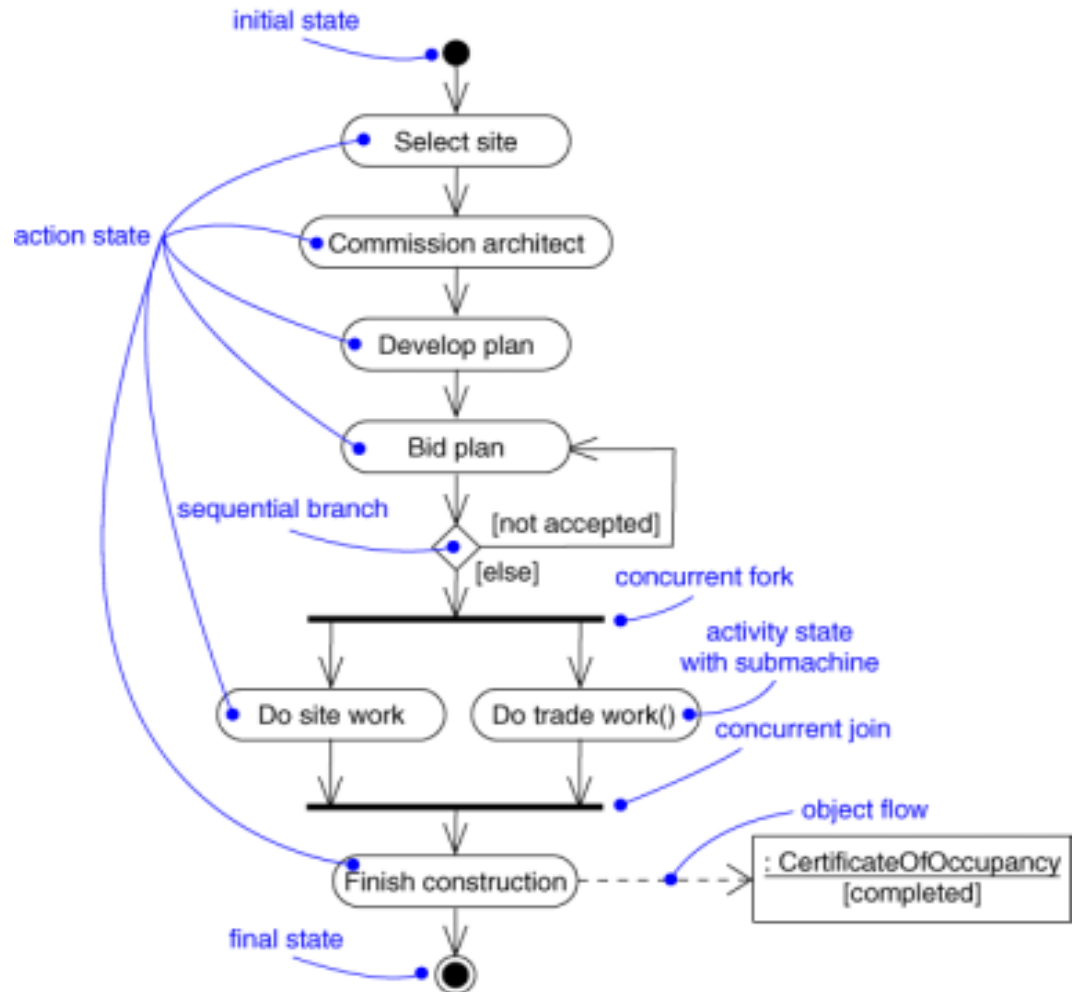 initial state
Select site
action state
Commission architect
Develop plan
Bid plan
sequential branch
[not accepted]
[else]
concurrent fork
activity state
with submachine
Do site work
Do trade work()
concurrent join
object flow
: CertificateOfOccupancy
[completed]
Finish construction
final state